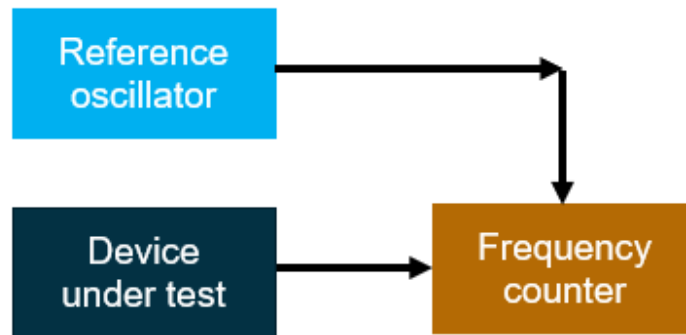 Reference
oscillator
Device
under test
Frequency
counter